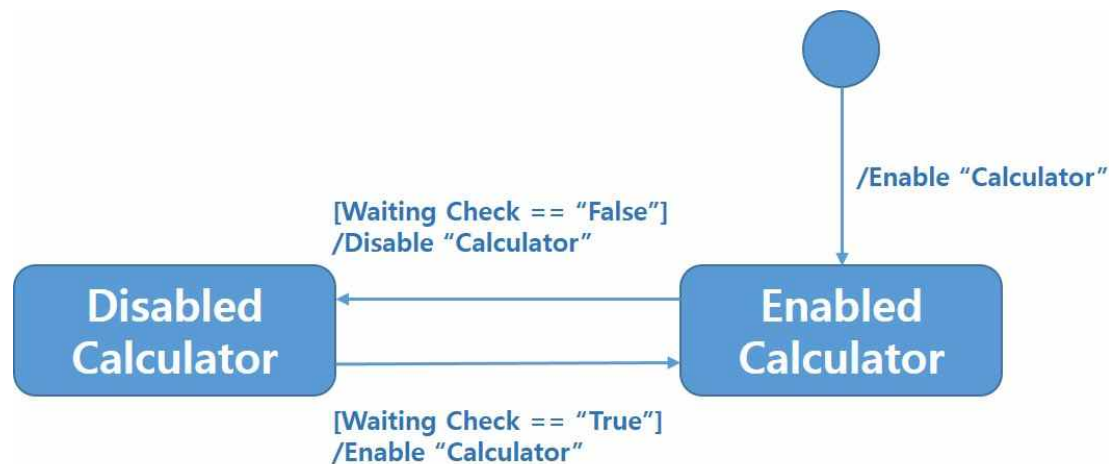 /Enable “Calculator”
[Waiting Check == “False”]
/Disable “Calculator”
Disabled
Calculator
Enabled
Calculator
[Waiting Check == “True”]
/Enable “Calculator”